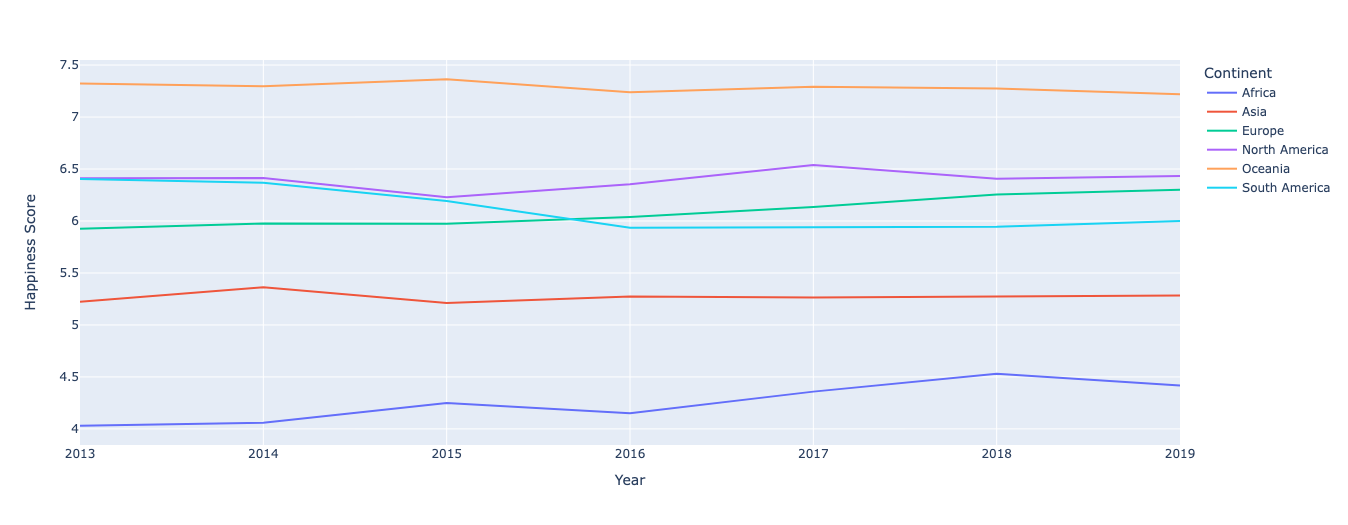 7.5
7
6.5
6
5.5
5
4.5
4
Happiness Score
2013 2014 2015 2016 2017 2018 2019
Year
Continent
Africa
Asia
Europe
North America
Oceania
South America